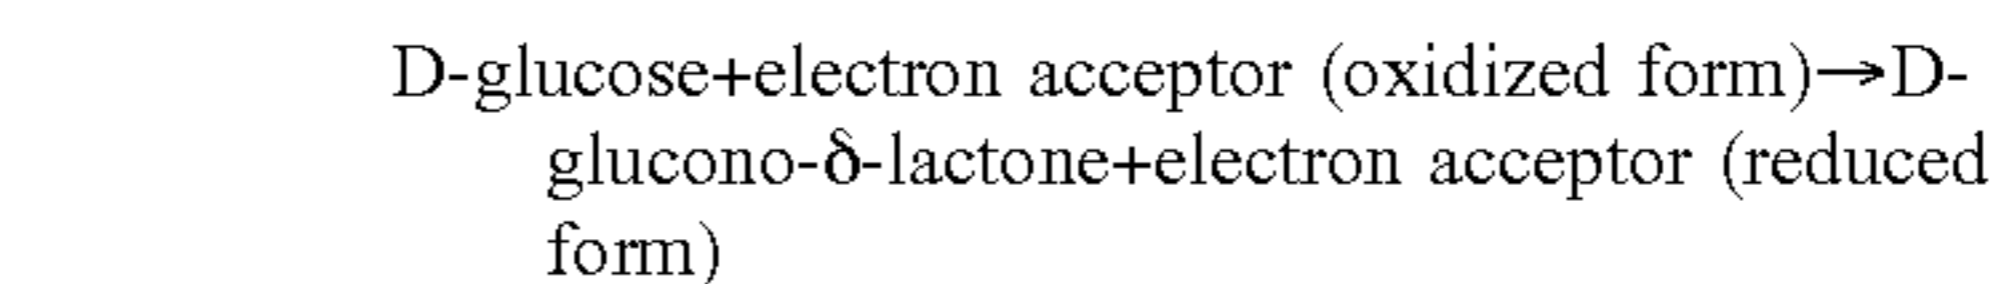 D-glucose+electron acceptor (oxidized form)→D-
glucono-δ-lactone+electron acceptor (reduced
form)